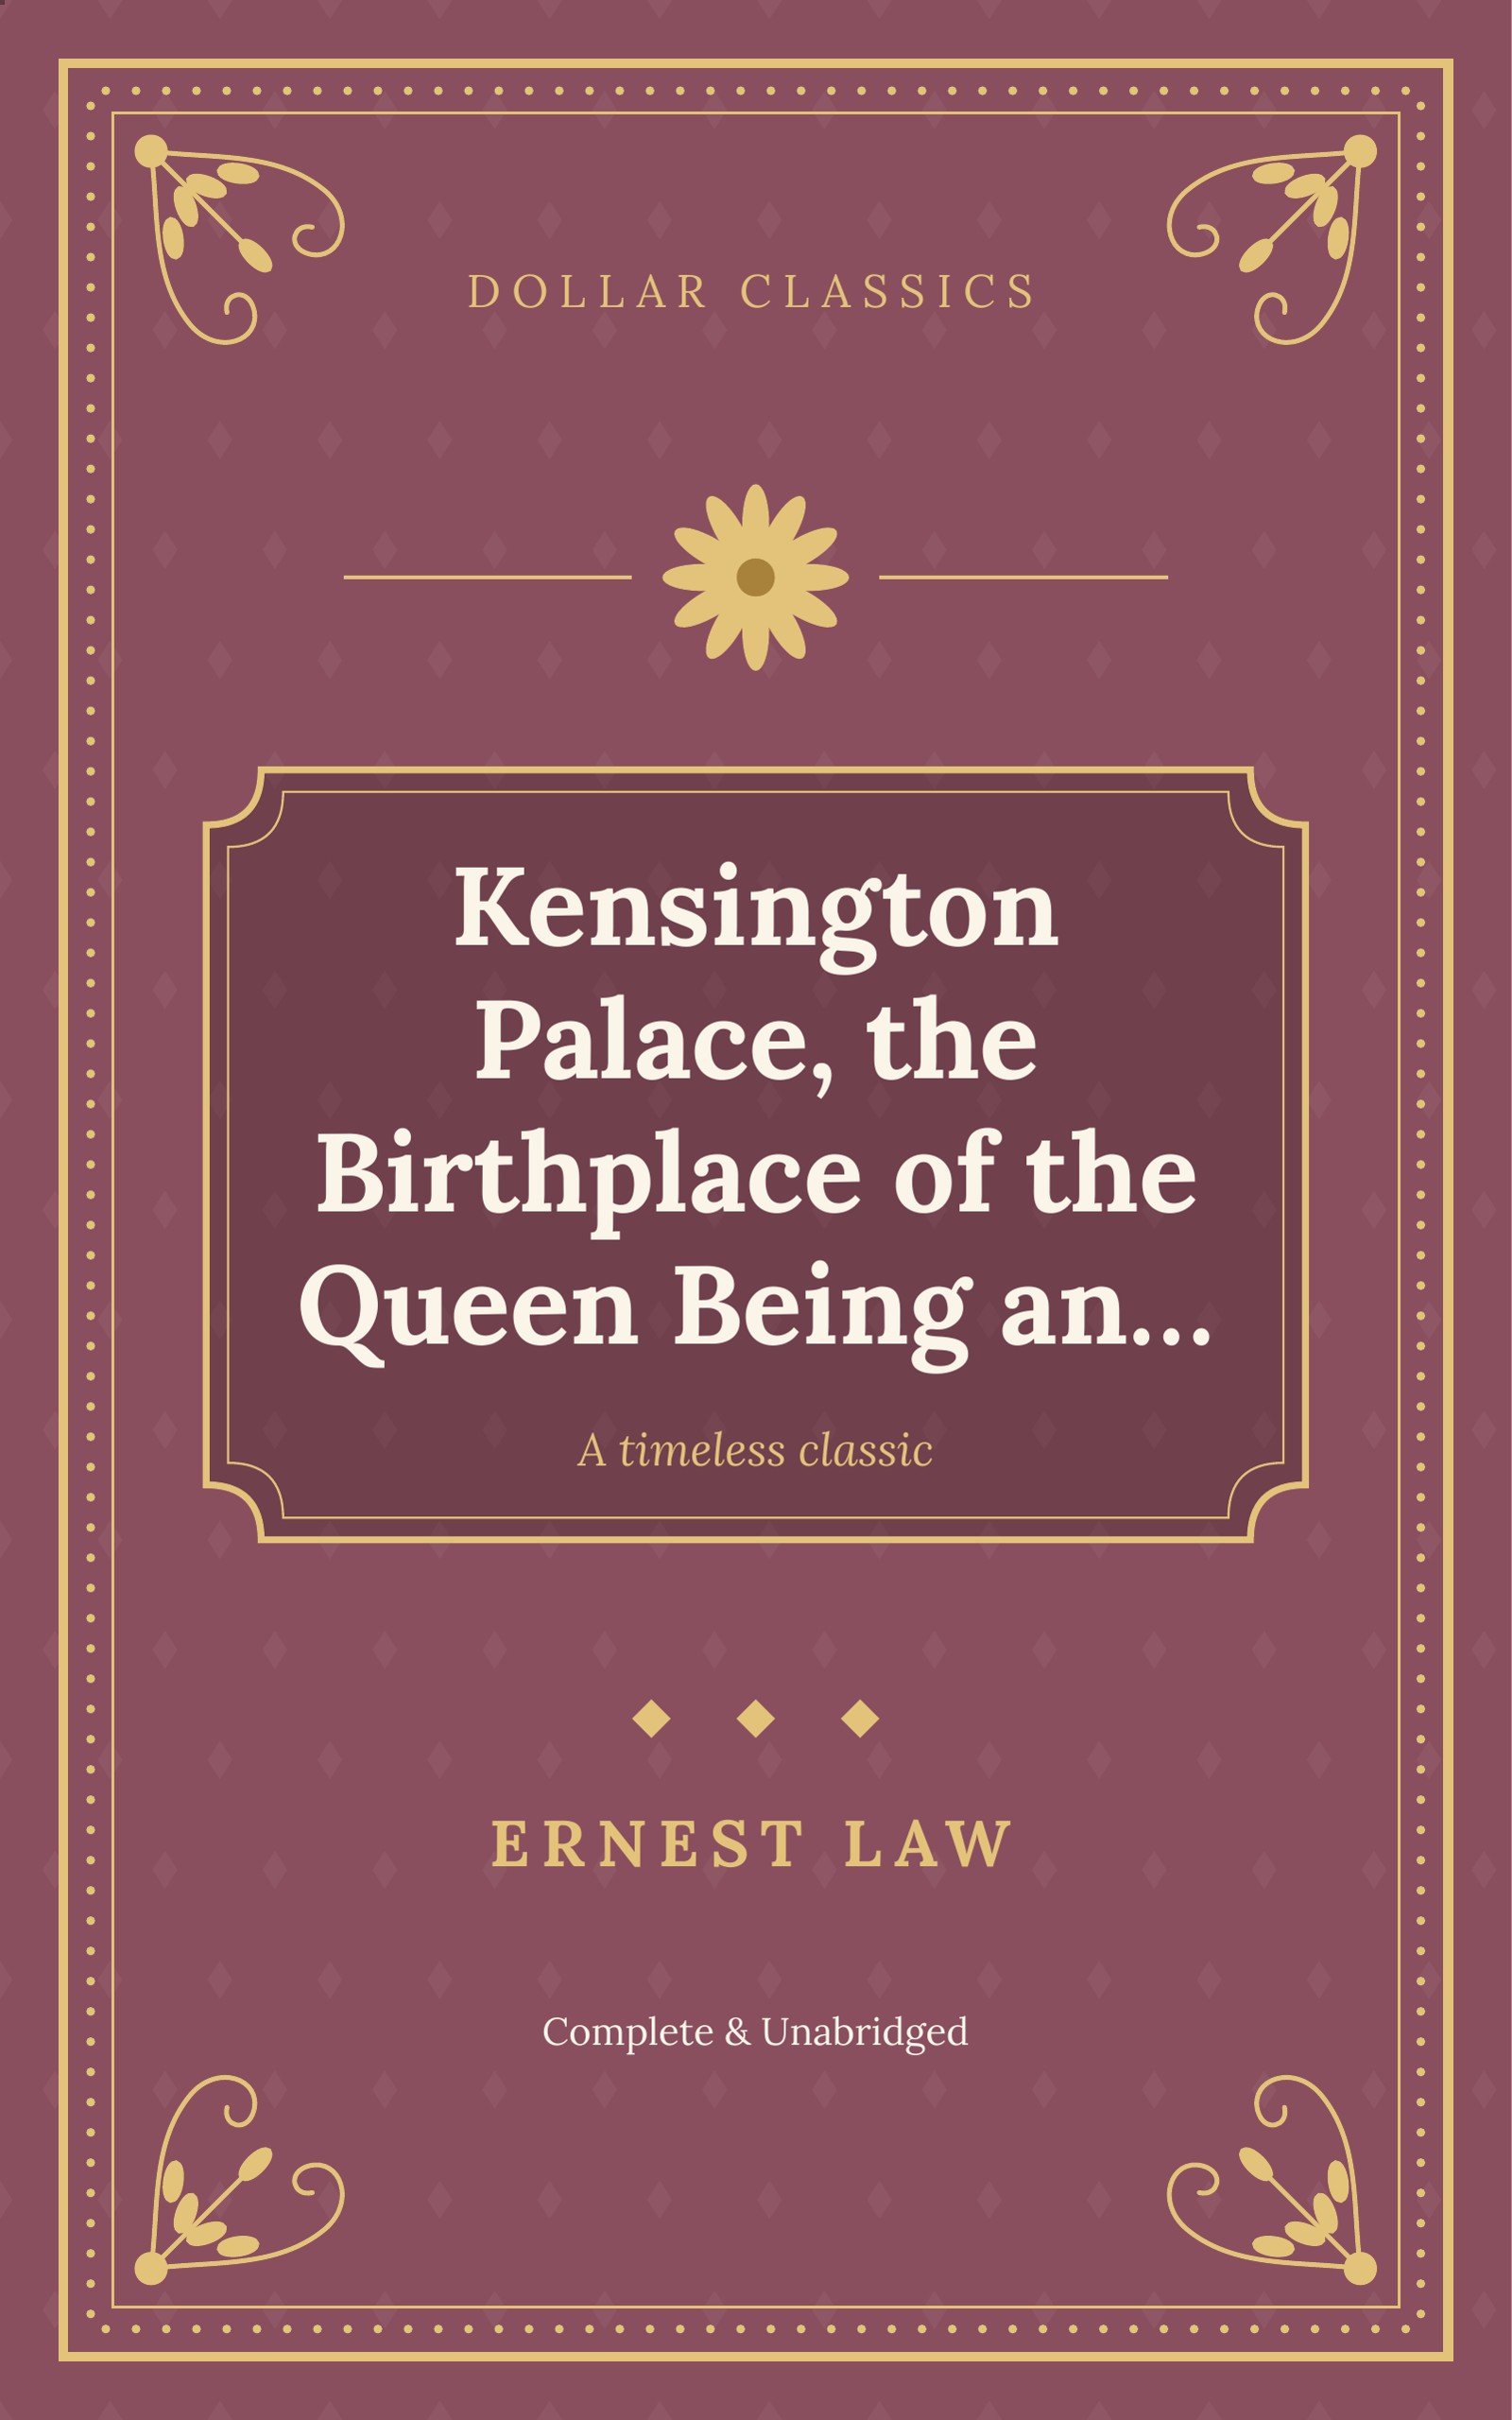 DOLLAR CLASSICS
Kensington
Palace, the
Birthplace of the
Queen Being an...
A timeless classic
ERNEST LAW
Complete & Unabridged